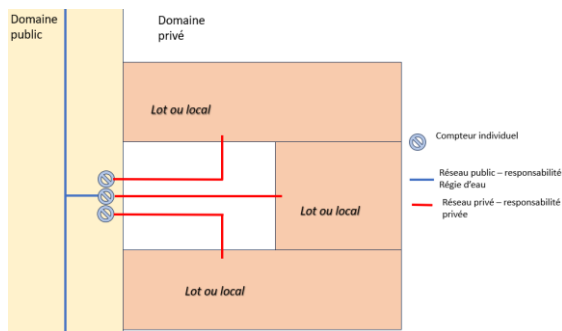 Domaine
public
Domaine
privé
Lot ou local
Lot ou local
Lot ou local
Compteur individuel
Réseau public – responsabilité
Régie d'eau
Réseau privé – responsabilité
privée